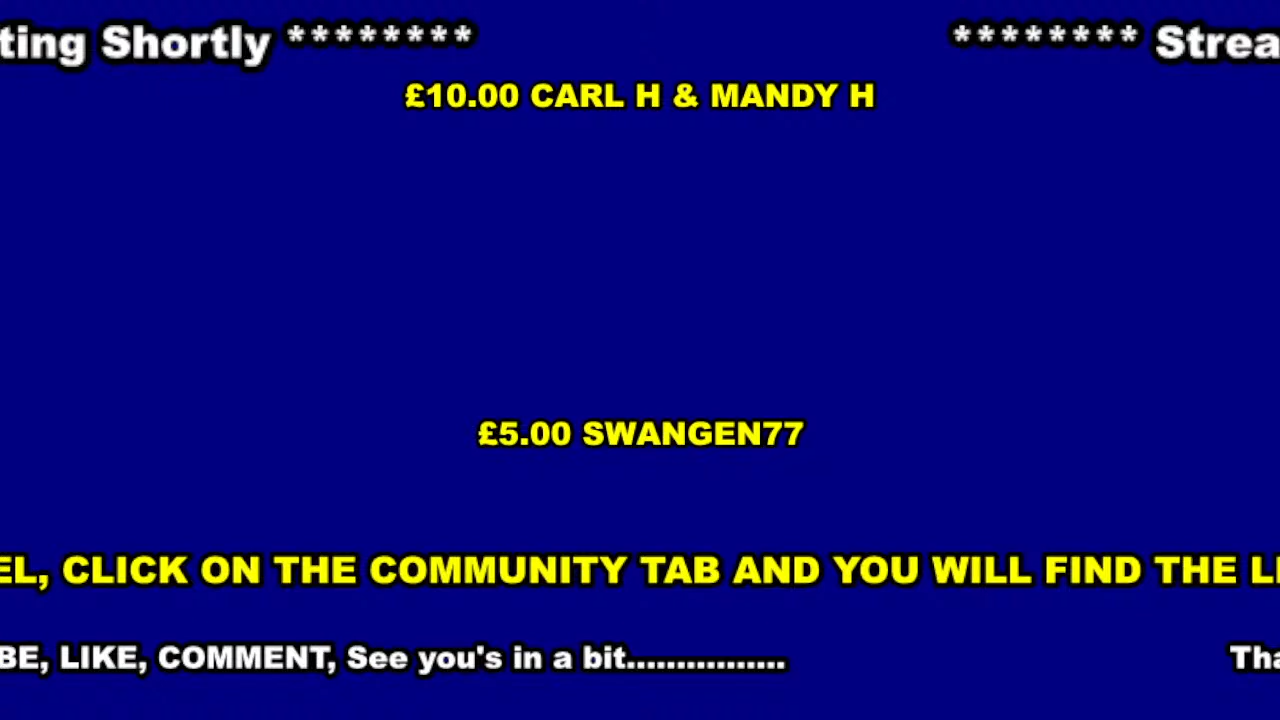 ting Shortly ******** ******** Strea
£10.00 CARL H & MANDY H
£5.00 SWANGEN77
EL, CLICK ON THE COMMUNITY TAB AND YOU WILL FIND THE LI
BE, LIKE, COMMENT, See you's in a bit................ Tha